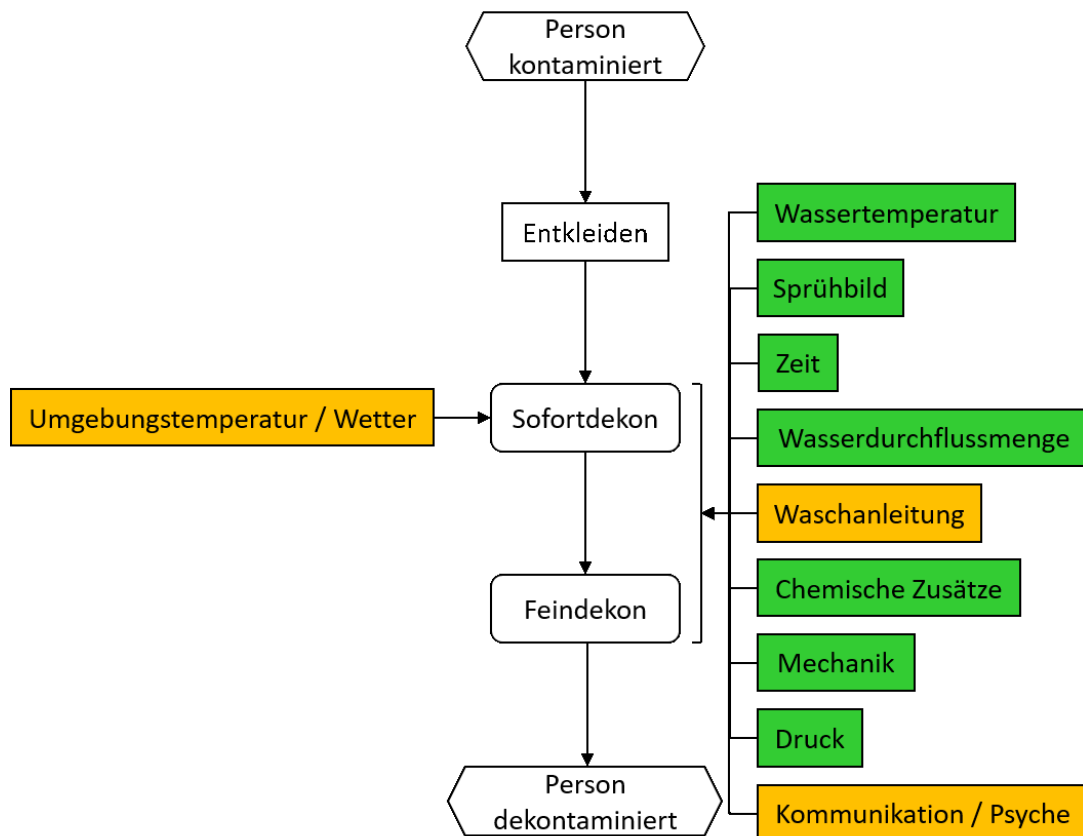 Person
kontaminiert
Entkleiden
Sofortdekon
Feindekon
Person
dekontaminiert
Umgebungstemperatur / Wetter
Wassertemperatur
Sprühbild
Zeit
Wasserdurchflussmenge
Waschanleitung
Chemische Zusätze
Mechanik
Druck
Kommunikation / Psyche